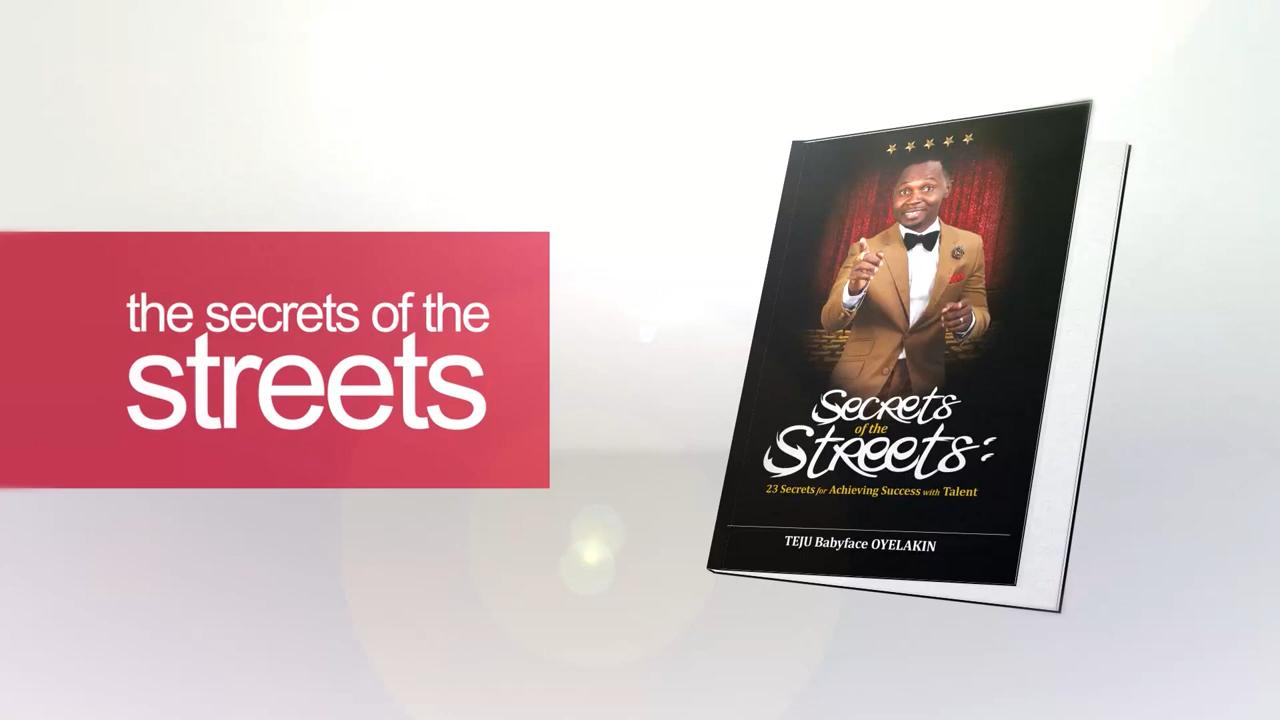 the secrets of the
streets
Secrets
of the
Streets:
23 Secrets for Achieving Success with Talent
TEJU Babyface OYELAKIN